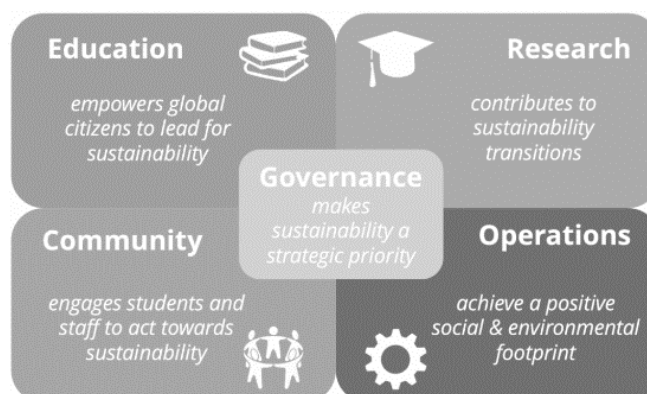 Education
empowers global
citizens to lead for
sustainability
Research
contributes to
sustainability
transitions
Governance
makes
sustainability a
strategic priority
Community
engages students and
staff to act towards
sustainability
Operations
achieve a positive
social & environmental
footprint